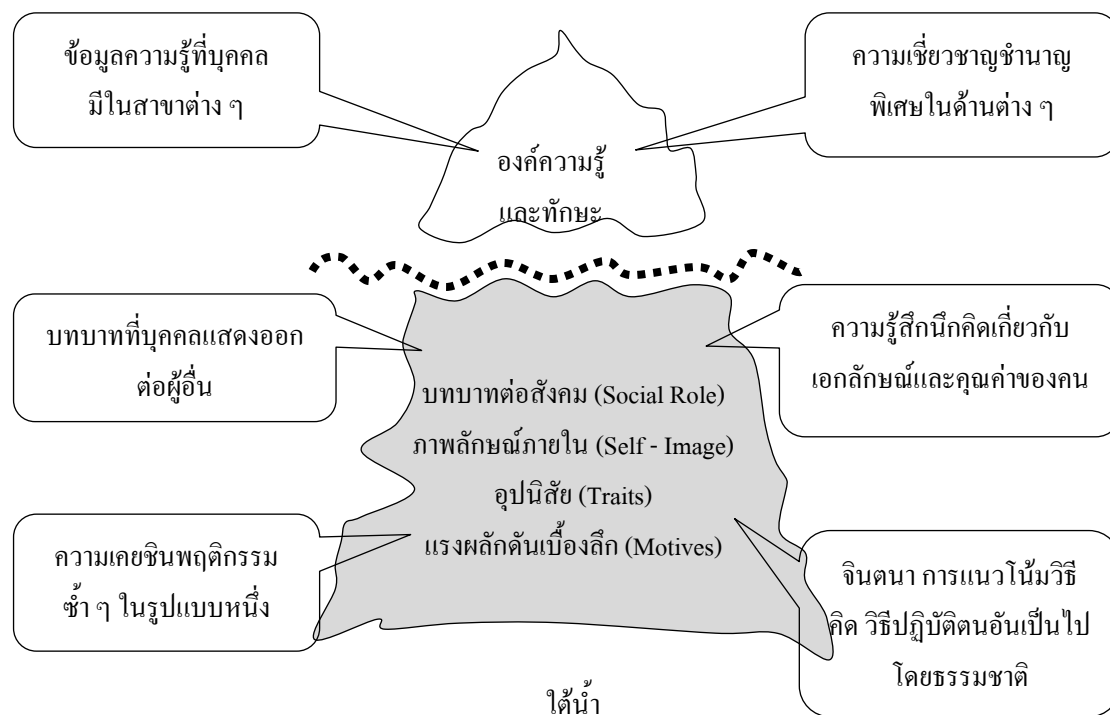 ข้อมูลความรู้ที่บุคคล
มีในสาขาต่าง ๆ
ความเชี่ยวชาญชำนาญ
พิเศษในด้านต่าง ๆ
องค์ความรู้
และทักษะ
บทบาทที่บุคคลแสดงออก
ต่อผู้อื่น
ความรู้สึกนึกคิดเกี่ยวกับ
เอกลักษณ์และคุณค่าของคน
บทบาทต่อสังคม (Social Role)
ภาพลักษณ์ภายใน (Self - Image)
อุปนิสัย (Traits)
แรงผลักดันเบื้องลึก (Motives)
ความเคยชินพฤติกรรม
ซ้ำ ๆ ในรูปแบบหนึ่ง
จินตนา การแนวโน้มวิธี
คิด วิธีปฏิบัติตนอันเป็นไป
โดยธรรมชาติ
ใต้น้ำ